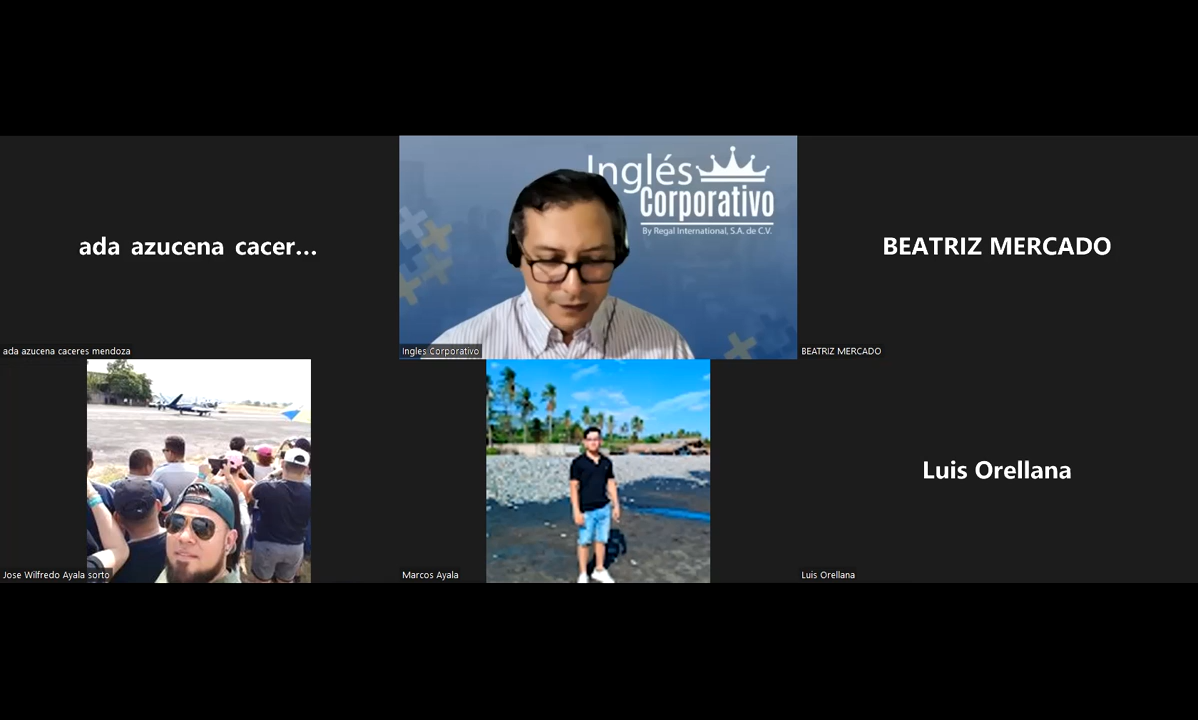 ada azucena cacer...
Inglés
Corporativo
By Regal International, S.A. de C.V.
BEATRIZ MERCADO
ada azucena caceres mendoza
Ingles Corporativo
BEATRIZ MERCADO
Luis Orellana
Jose Wilfredo Ayala sorto
Marcos Ayala
Luis Orellana